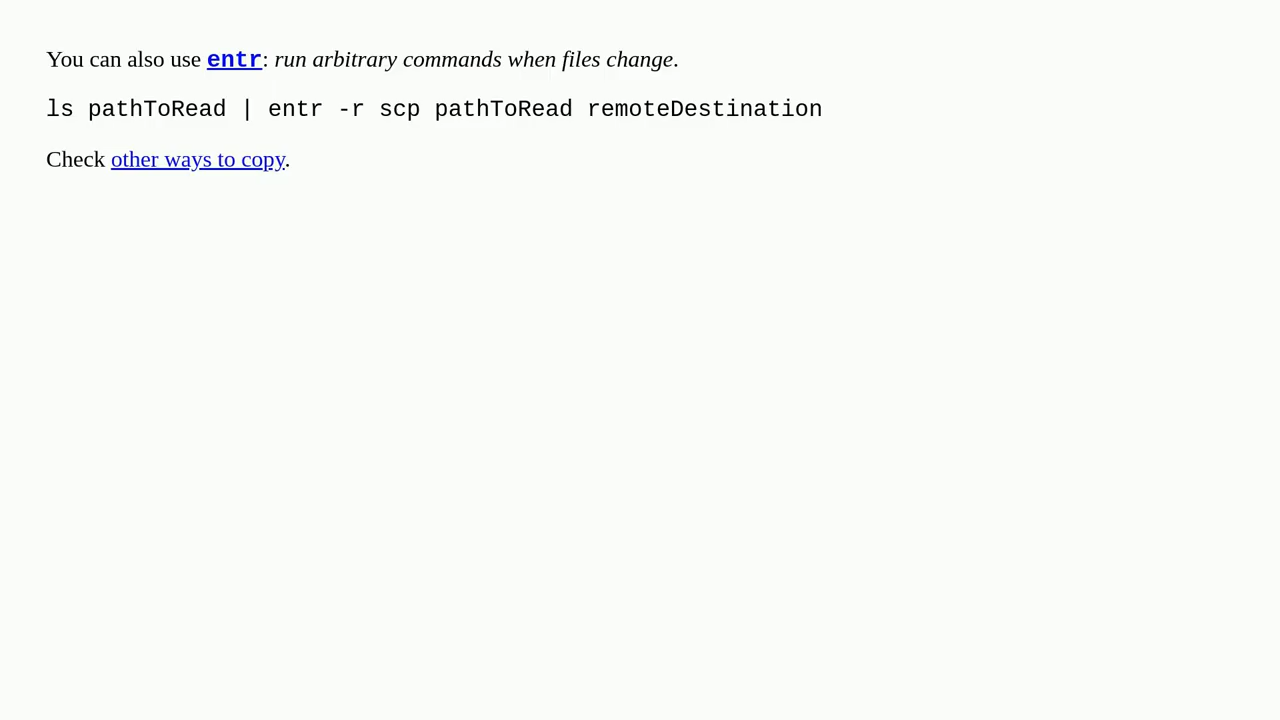 You can also use entr: run arbitrary commands when files change.
ls pathToRead | entr -r scp pathToRead remoteDestination
Check other ways to copy.